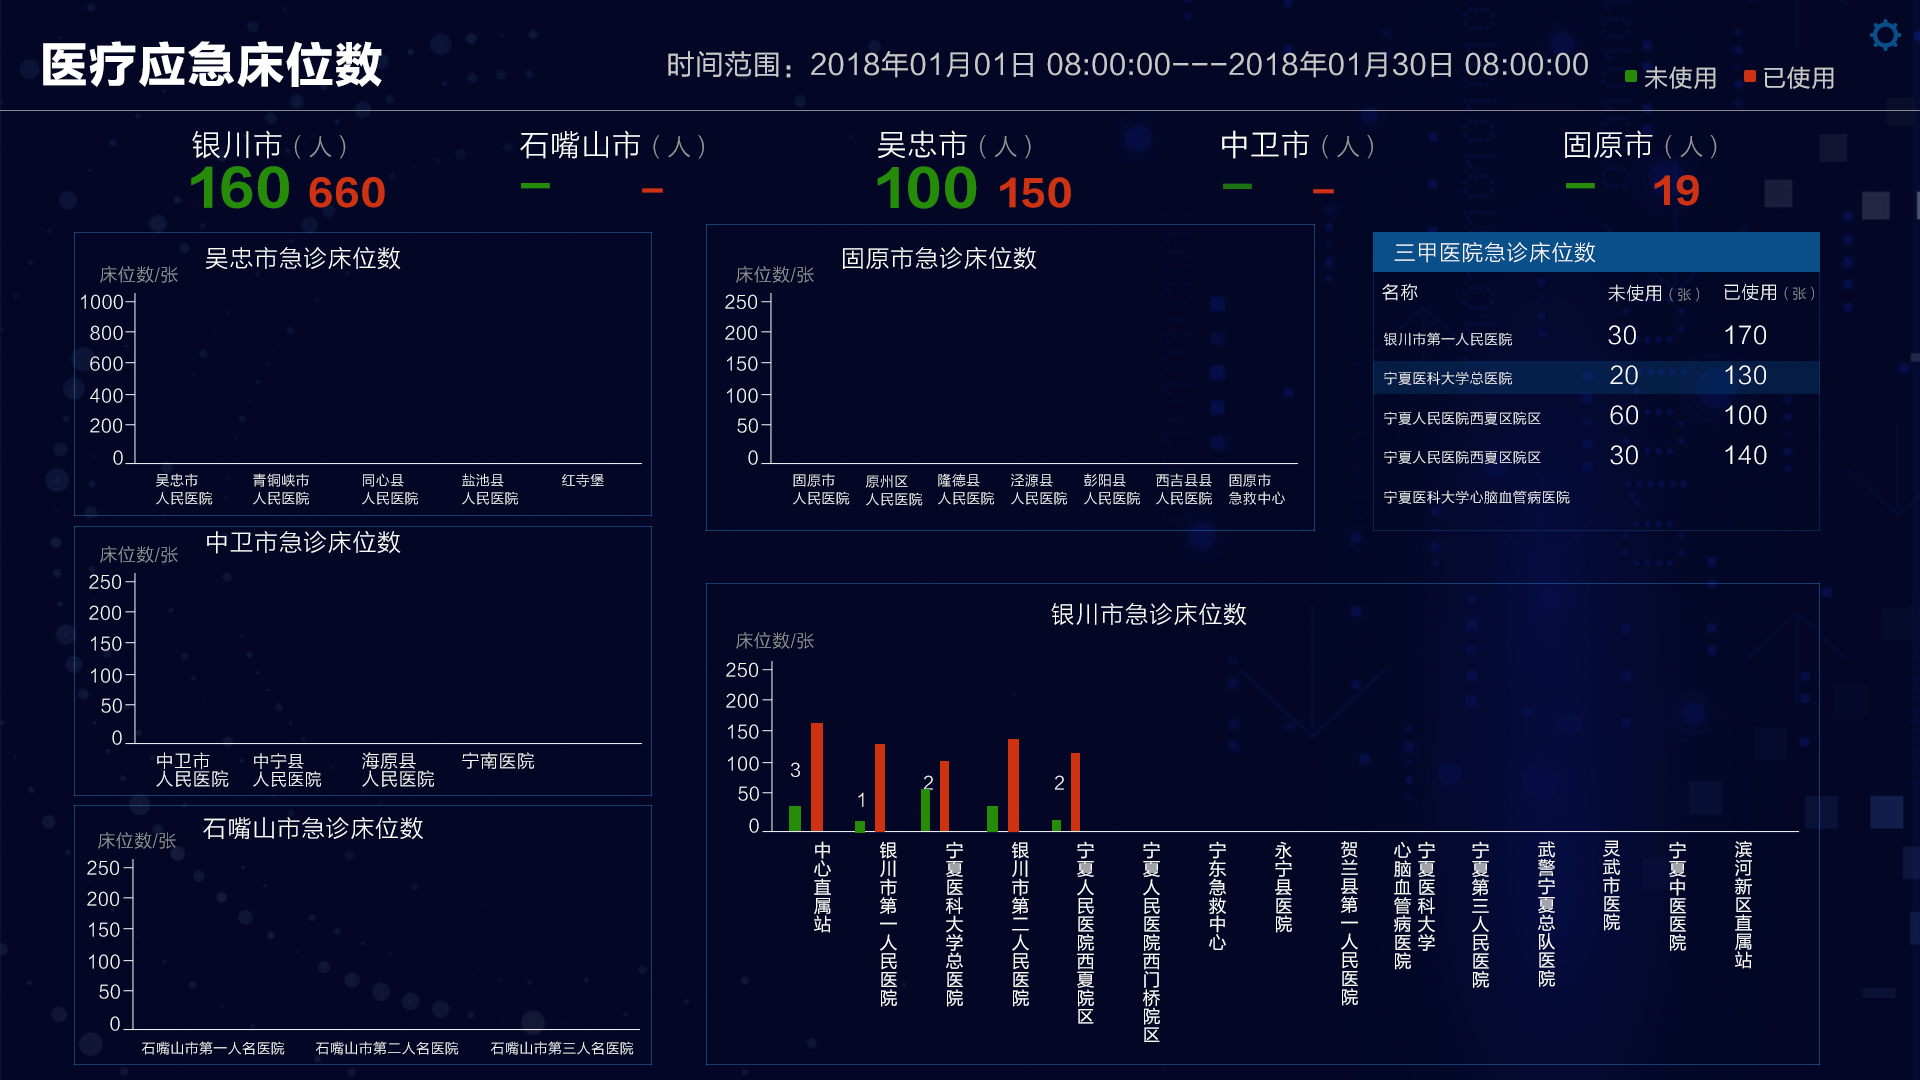 医疗应急床位数
时间范围：2018年01月01日 08:00:00---2018年01月30日 08:00:00
未使用 已使用
银川市（人） 石嘴山市（人） 吴忠市（人） 中卫市（人） 固原市（人）
160 660 — — 100 150 — — — 19
吴忠市急诊床位数
床位数/张
1000
800
600
400
200
0
吴忠市
人民医院
青铜峡市
人民医院
同心县
人民医院
盐池县
人民医院
红寺堡
固原市急诊床位数
床位数/张
250
200
150
100
50
0
固原市
人民医院
原州区
人民医院
隆德县
人民医院
泾源县
人民医院
彭阳县
人民医院
西吉县县
人民医院
固原市
急救中心
三甲医院急诊床位数
名称 未使用（张） 已使用（张）
银川市第一人民医院 30 170
宁夏医科大学总医院 20 130
宁夏人民医院西夏区院区 60 100
宁夏人民医院西夏区院区 30 140
宁夏医科大学心脑血管病医院
中卫市急诊床位数
床位数/张
250
200
150
100
50
0
中卫市
人民医院
中宁县
人民医院
海原县
人民医院
宁南医院
石嘴山市急诊床位数
床位数/张
250
200
150
100
50
0
石嘴山市第一人名医院
石嘴山市第二人名医院
石嘴山市第三人名医院
银川市急诊床位数
床位数/张
250
200
150
100
50
0
3
1
2
2
中心直属站
银川市第一人民医院
宁夏医科大学总医院
银川市第二人民医院
宁夏人民医院西夏院区
宁夏人民医院西门桥院区
宁东急救中心
永宁县医院
贺兰县第一人民医院
宁夏医科大学
心脑血管病医院
宁夏第三人民医院
武警宁夏总队医院
灵武市医院
宁夏中医医院
滨河新区直属站